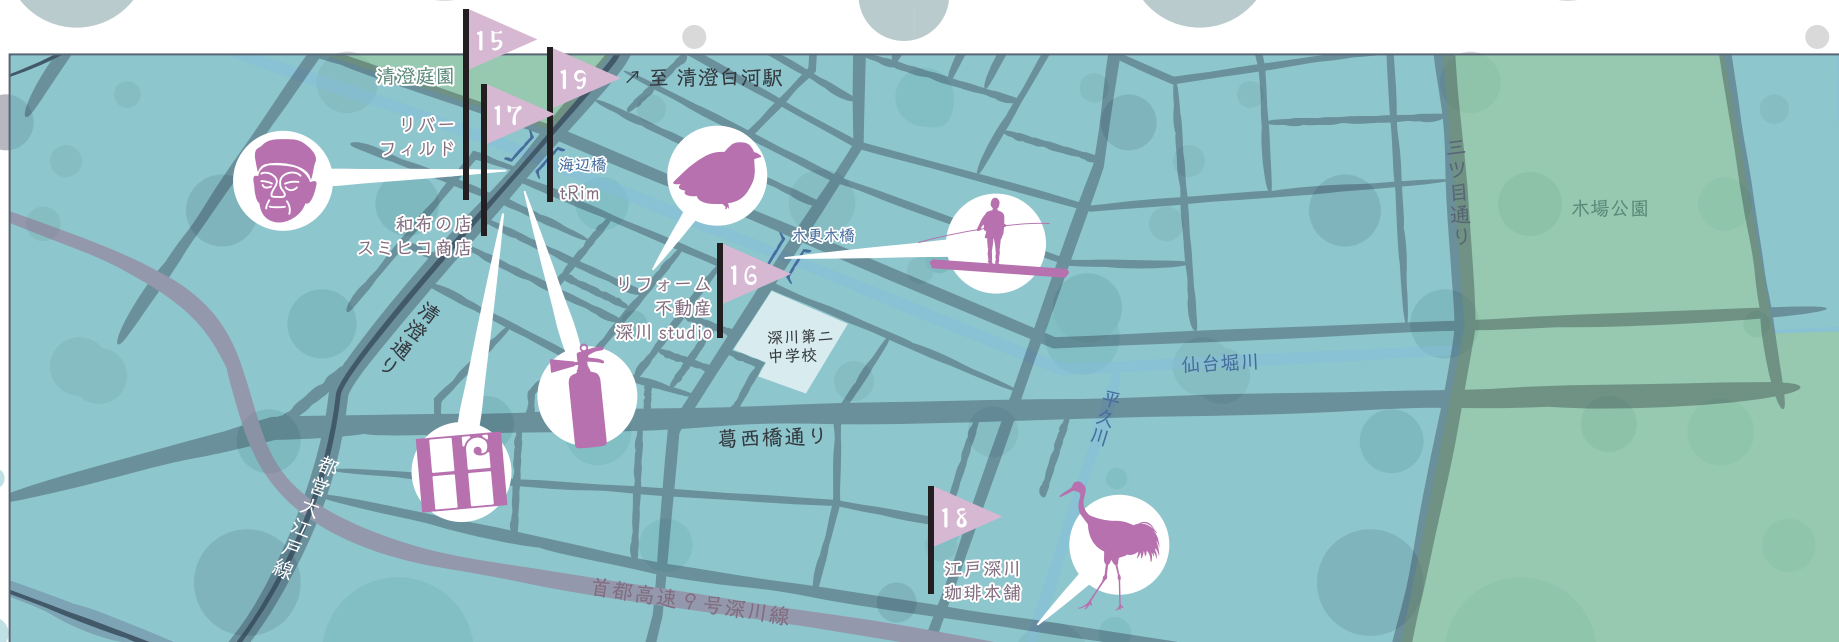 15
清澄庭園
19
↗ 至 清澄白河駅
17
リバー
フィルド
海辺橋
tRim
和布の店
スミヒコ商店
木更木橋
16
リフォーム
不動産
深川 studio
深川第二
中学校
三ツ目通り
木場公園
清澄通り
仙台堀川
平久川
葛西橋通り
都営大江戸線
18
江戸深川
珈琲本舗
首都高速9号深川線